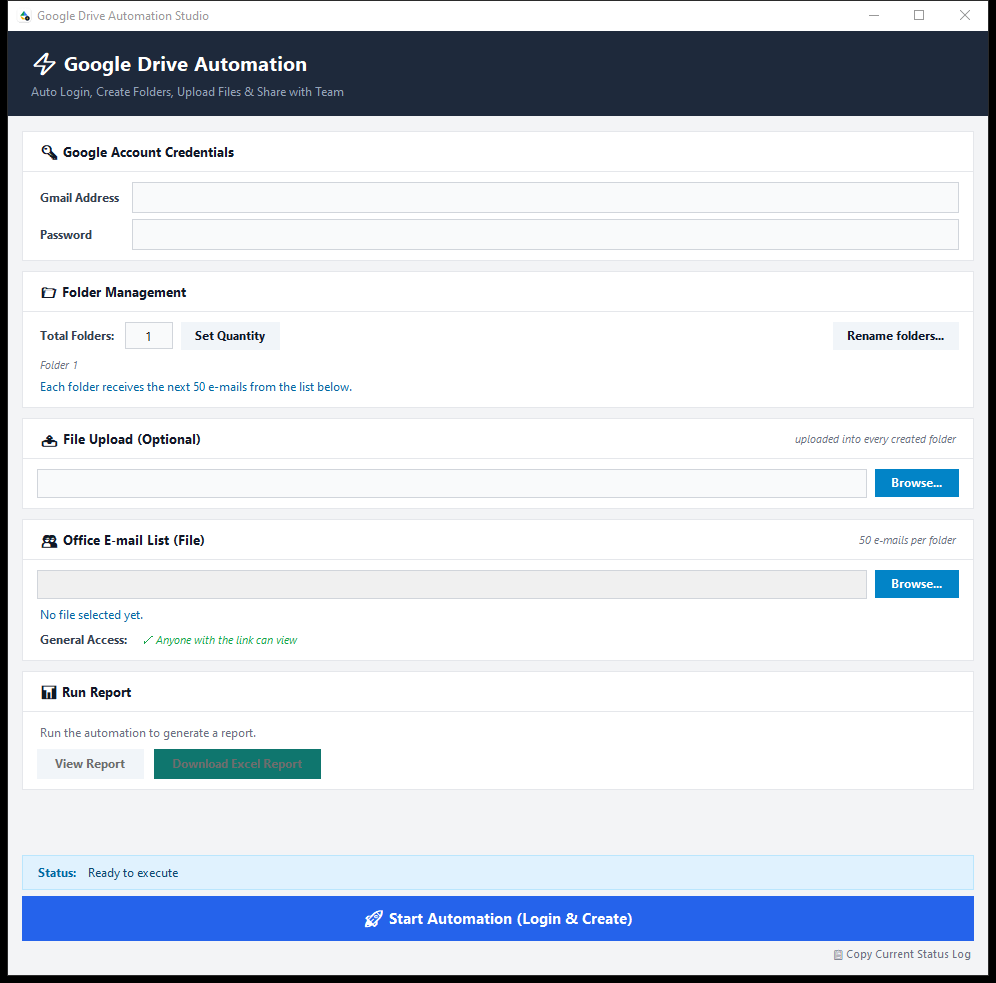 Google Drive Automation Studio
Google Drive Automation
Auto Login, Create Folders, Upload Files & Share with Team
Google Account Credentials
Gmail Address
Password
Folder Management
Total Folders: 1 Set Quantity Rename folders...
Folder 1
Each folder receives the next 50 e-mails from the list below.
File Upload (Optional) uploaded into every created folder
Browse...
Office E-mail List (File) 50 e-mails per folder
Browse...
No file selected yet.
General Access: ✓ Anyone with the link can view
Run Report
Run the automation to generate a report.
View Report Download Excel Report
Status: Ready to execute
Start Automation (Login & Create)
Copy Current Status Log